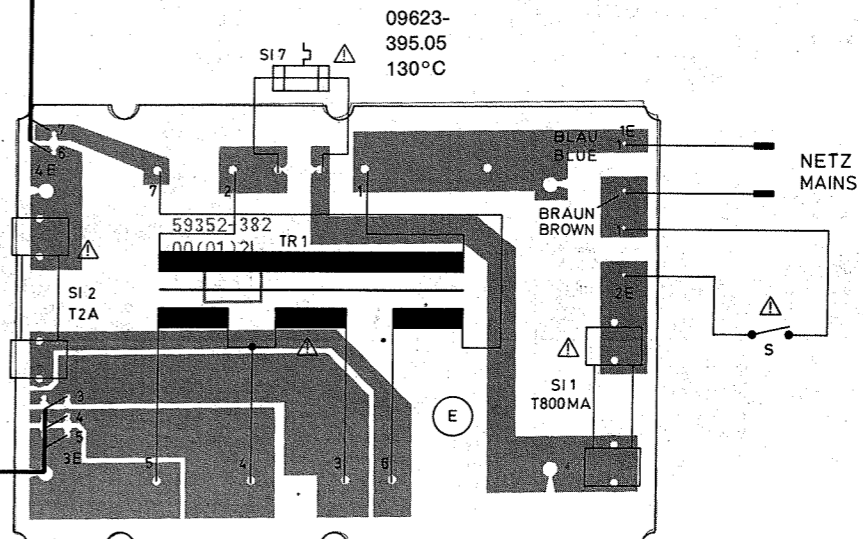 09623-
395.05
130°C
SI 7
7
6
4E
7
2
1
BLAU
BLUE
1E
1
NETZ
MAINS
BRAUN
BROWN
1
59352-382
00(01)2L
TR 1
SI 2
T2A
2E
S
SI 1
T800MA
E
3
4
5
3E
5
4
3
6